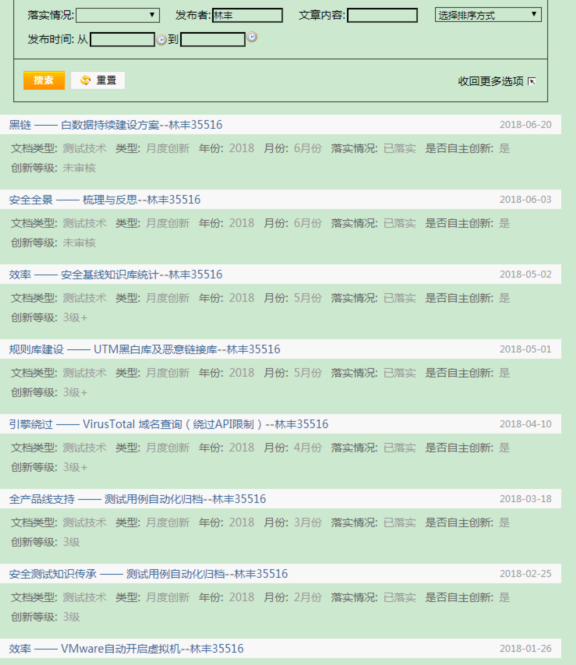 落实情况: 发布者: 林丰 文章内容: 选择排序方式
发布时间: 从 到
搜索 重置 收回更多选项
黑链 —— 白数据持续建设方案--林丰35516 2018-06-20
文档类型: 测试技术 类型: 月度创新 年份: 2018 月份: 6月份 落实情况: 已落实 是否自主创新: 是
创新等级: 未审核
安全全景 —— 梳理与反思--林丰35516 2018-06-03
文档类型: 测试技术 类型: 月度创新 年份: 2018 月份: 6月份 落实情况: 已落实 是否自主创新: 是
创新等级: 未审核
效率 —— 安全基线知识库统计--林丰35516 2018-05-02
文档类型: 测试技术 类型: 月度创新 年份: 2018 月份: 5月份 落实情况: 已落实 是否自主创新: 是
创新等级: 3级+
规则库建设 —— UTM黑白库及恶意链接库--林丰35516 2018-05-01
文档类型: 测试技术 类型: 月度创新 年份: 2018 月份: 5月份 落实情况: 已落实 是否自主创新: 是
创新等级: 3级+
引擎绕过 —— VirusTotal 域名查询（绕过API限制）--林丰35516 2018-04-10
文档类型: 测试技术 类型: 月度创新 年份: 2018 月份: 4月份 落实情况: 已落实 是否自主创新: 是
创新等级: 3级+
全产品线支持 —— 测试用例自动化归档--林丰35516 2018-03-18
文档类型: 测试技术 类型: 月度创新 年份: 2018 月份: 3月份 落实情况: 已落实 是否自主创新: 是
创新等级: 3级
安全测试知识传承 —— 测试用例自动化归档--林丰35516 2018-02-25
文档类型: 测试技术 类型: 月度创新 年份: 2018 月份: 2月份 落实情况: 已落实 是否自主创新: 是
创新等级: 3级
效率 —— VMware自动开启虚拟机--林丰35516 2018-01-26